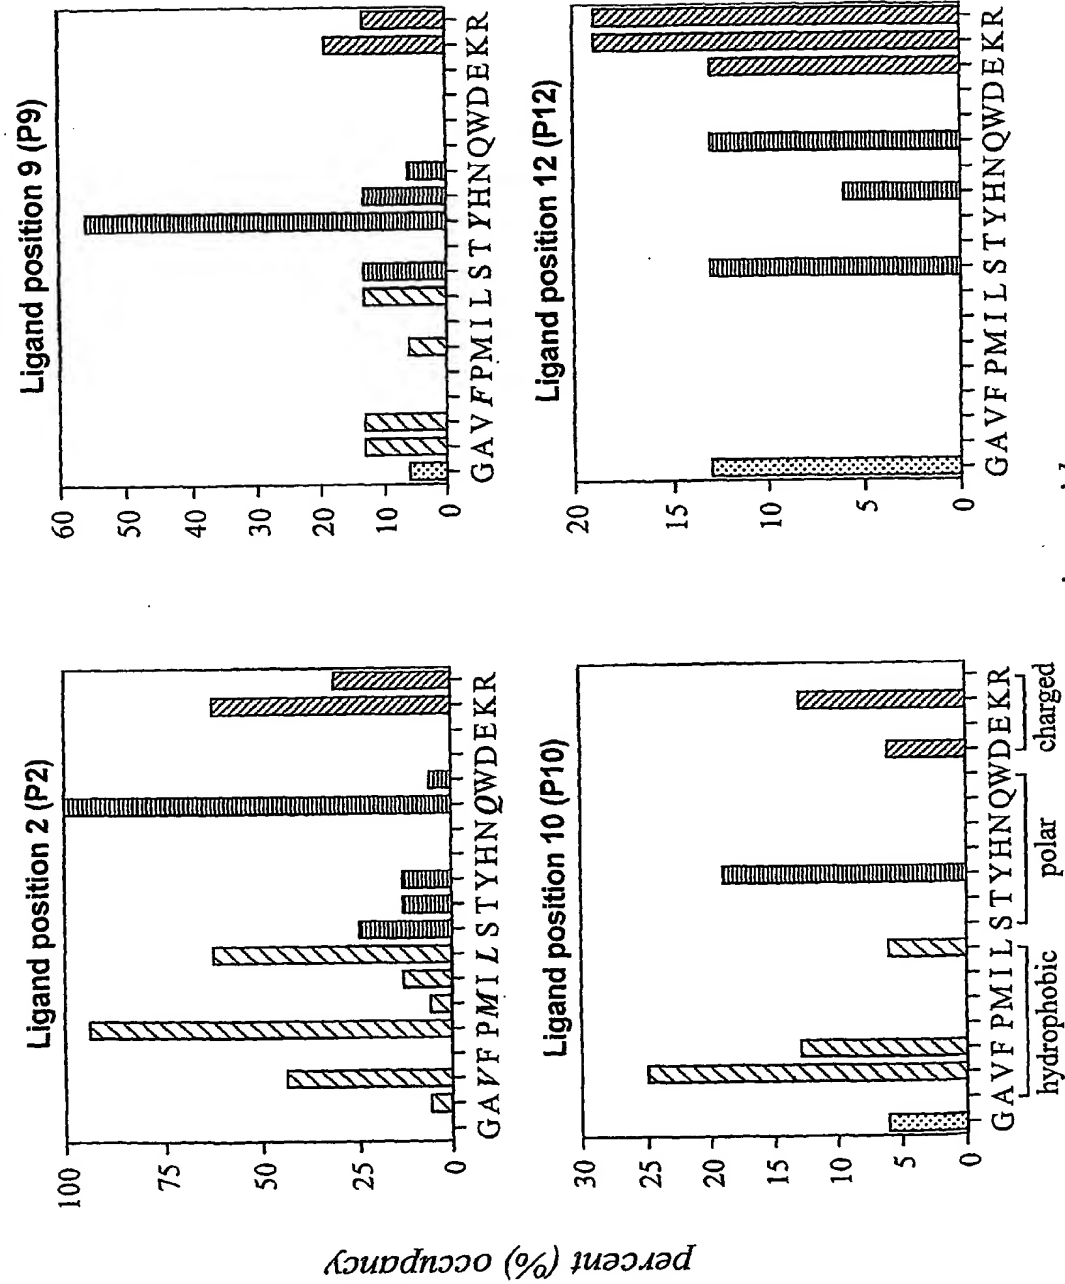 Ligand position 2 (P2)
100
75
50
25
0
G A V F P M I L S T Y H N Q W D E K R
Ligand position 9 (P9)
60
50
40
30
20
10
0
G A V F P M I L S T Y H N Q W D E K R
Ligand position 10 (P10)
30
25
20
15
10
5
0
G A V F P M I L S T Y H N Q W D E K R
hydrophobic
polar
charged
Ligand position 12 (P12)
20
15
10
5
0
G A V F P M I L S T Y H N Q W D E K R
percent (%) occupancy